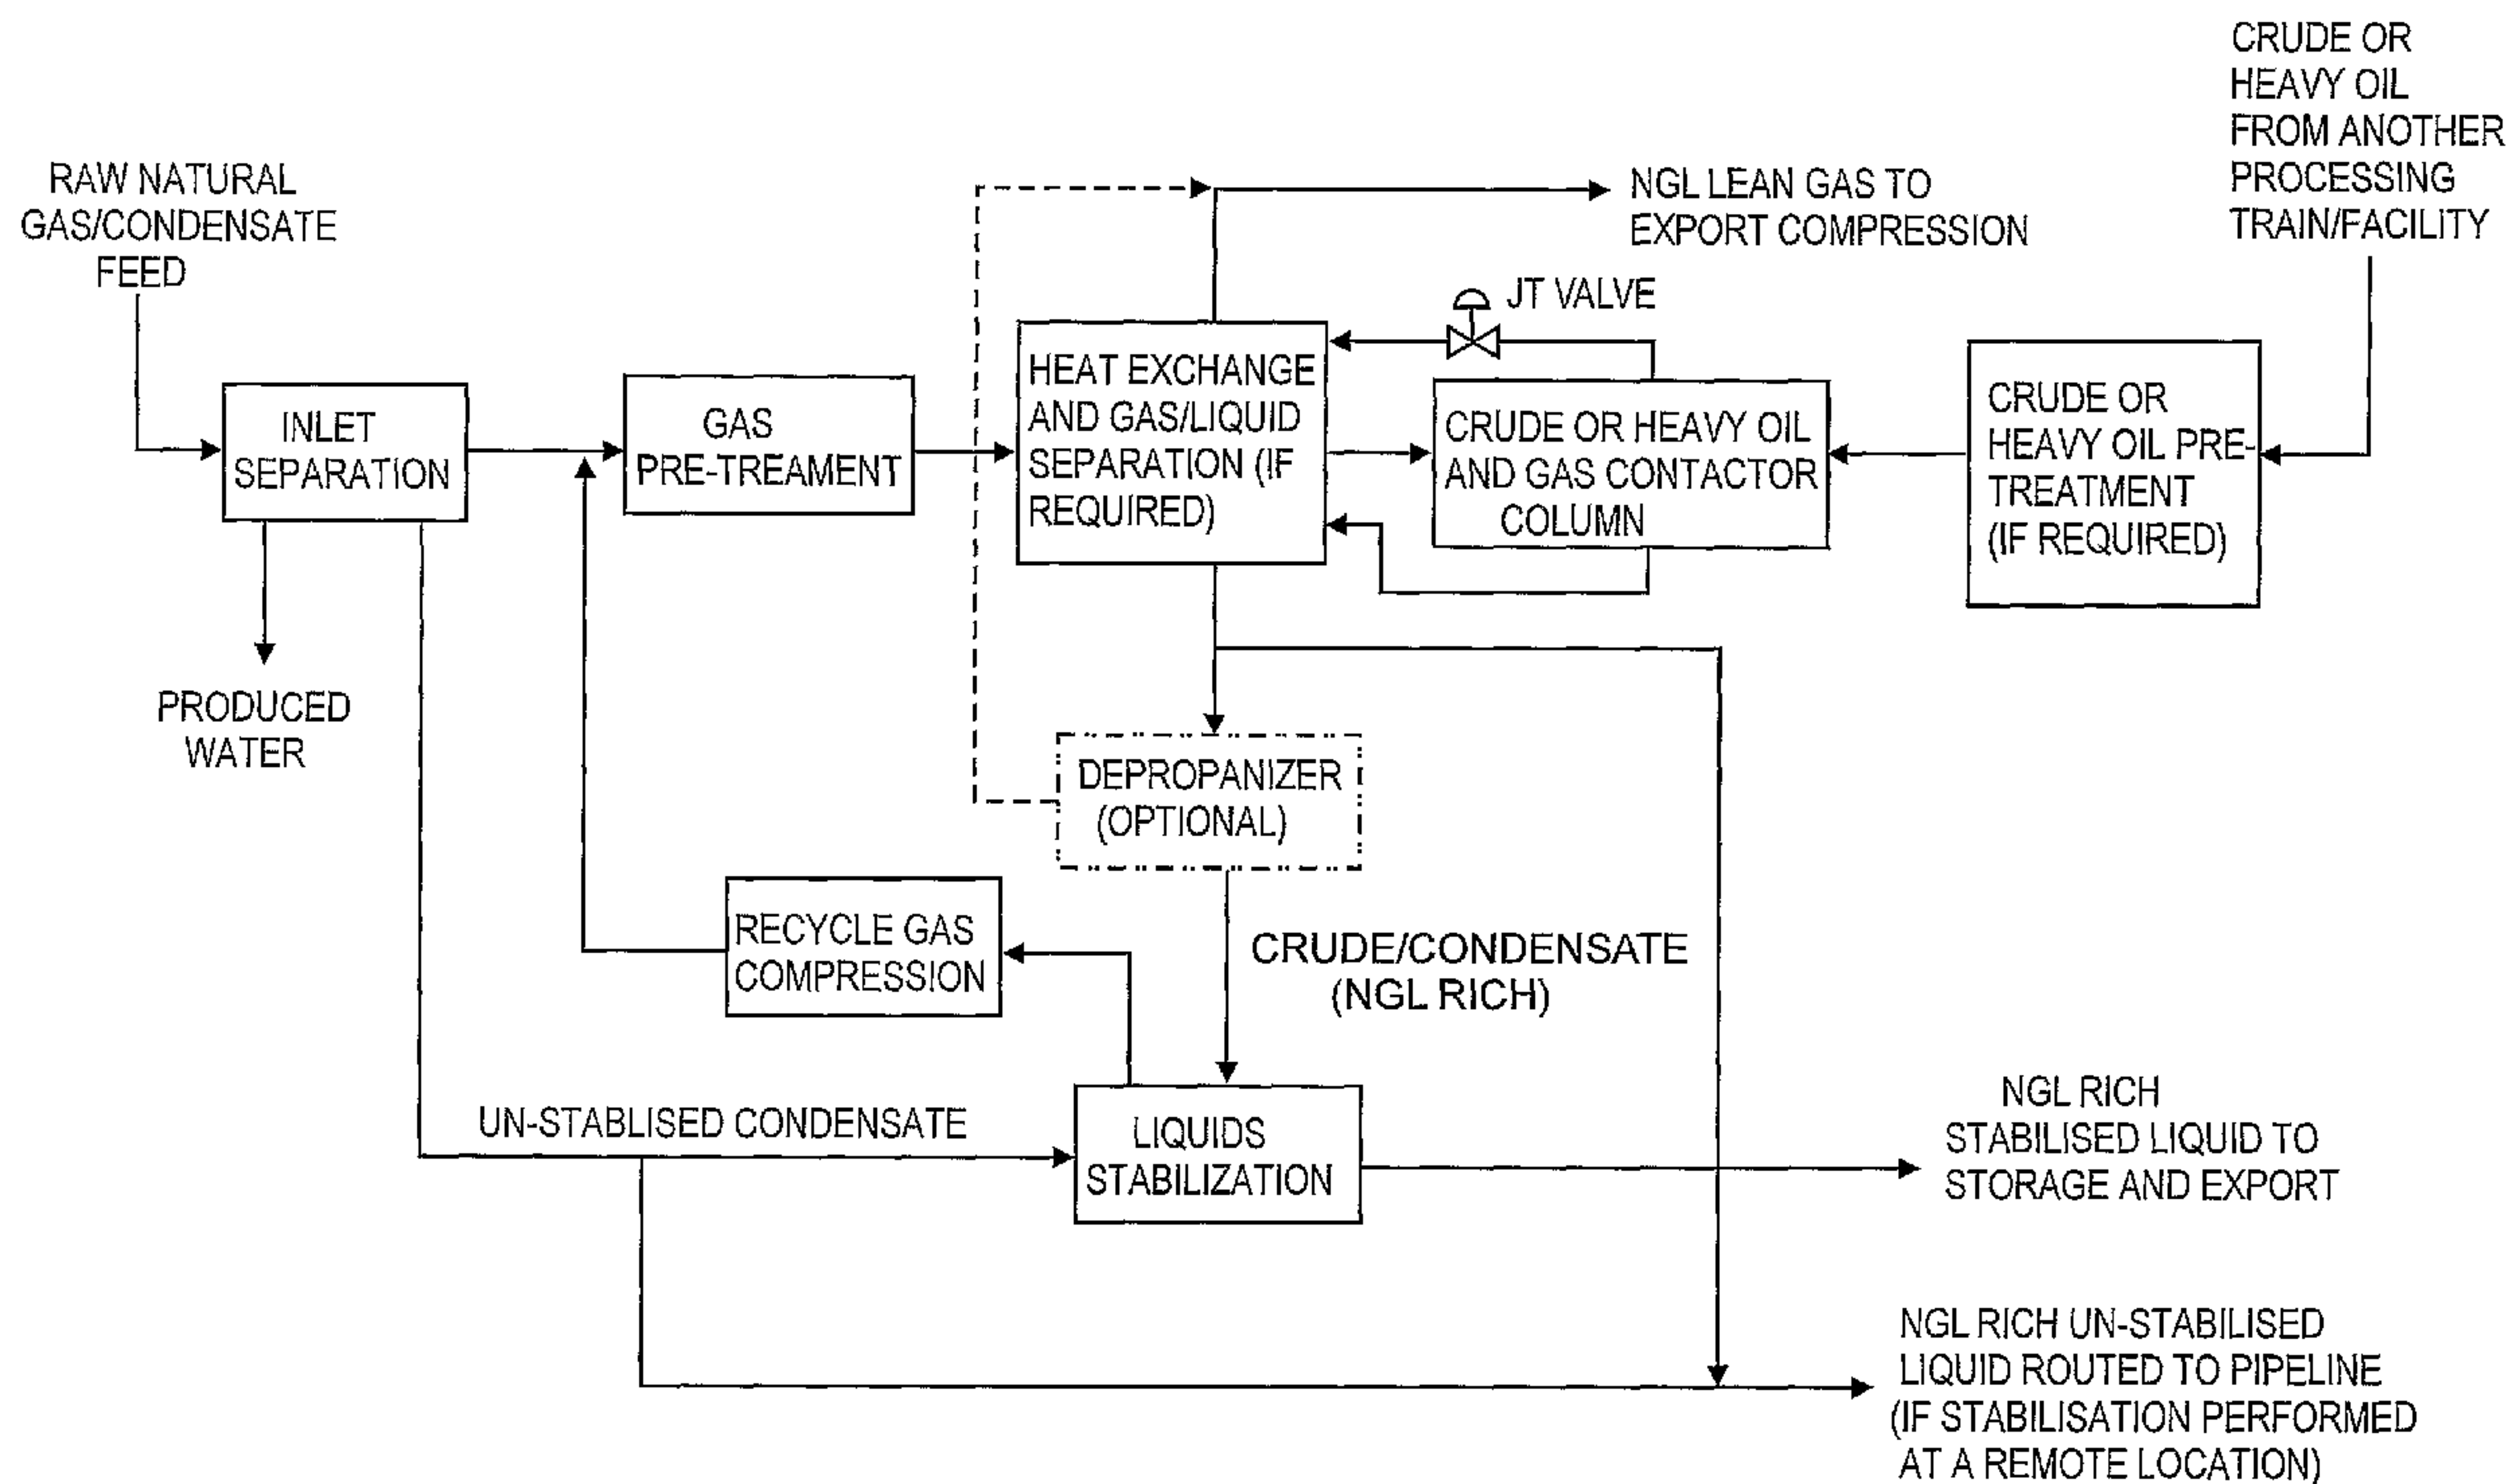 CRUDE OR
HEAVY OIL
FROM ANOTHER
PROCESSING
TRAIN/FACILITY
RAW NATURAL
GAS/CONDENSATE
FEED
NGL LEAN GAS TO
EXPORT COMPRESSION
JT VALVE
INLET
SEPARATION
GAS
PRE-TREAMENT
HEAT EXCHANGE
AND GAS/LIQUID
SEPARATION (IF
REQUIRED)
CRUDE OR HEAVY OIL
AND GAS CONTACTOR
COLUMN
CRUDE OR
HEAVY OIL PRE-
TREATMENT
(IF REQUIRED)
PRODUCED
WATER
DEPROPANIZER
(OPTIONAL)
RECYCLE GAS
COMPRESSION
CRUDE/CONDENSATE
(NGL RICH)
UN-STABLISED CONDENSATE
LIQUIDS
STABILIZATION
NGL RICH
STABILISED LIQUID TO
STORAGE AND EXPORT
NGL RICH UN-STABILISED
LIQUID ROUTED TO PIPELINE
(IF STABILISATION PERFORMED
AT A REMOTE LOCATION)